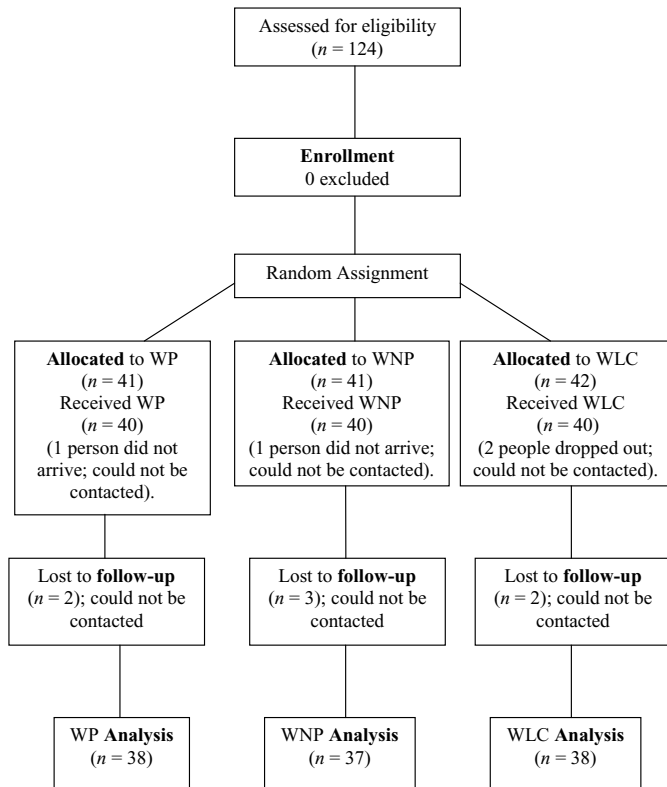 Assessed for eligibility
(n = 124)
Enrollment
0 excluded
Random Assignment
Allocated to WP
(n = 41)
Received WP
(n = 40)
(1 person did not
arrive; could not be
contacted).
Allocated to WNP
(n = 41)
Received WNP
(n = 40)
(1 person did not arrive;
could not be contacted).
Allocated to WLC
(n = 42)
Received WLC
(n = 40)
(2 people dropped out;
could not be contacted).
Lost to follow-up
(n = 2); could not be
contacted
Lost to follow-up
(n = 3); could not be
contacted
Lost to follow-up
(n = 2); could not be
contacted
WP Analysis
(n = 38)
WNP Analysis
(n = 37)
WLC Analysis
(n = 38)